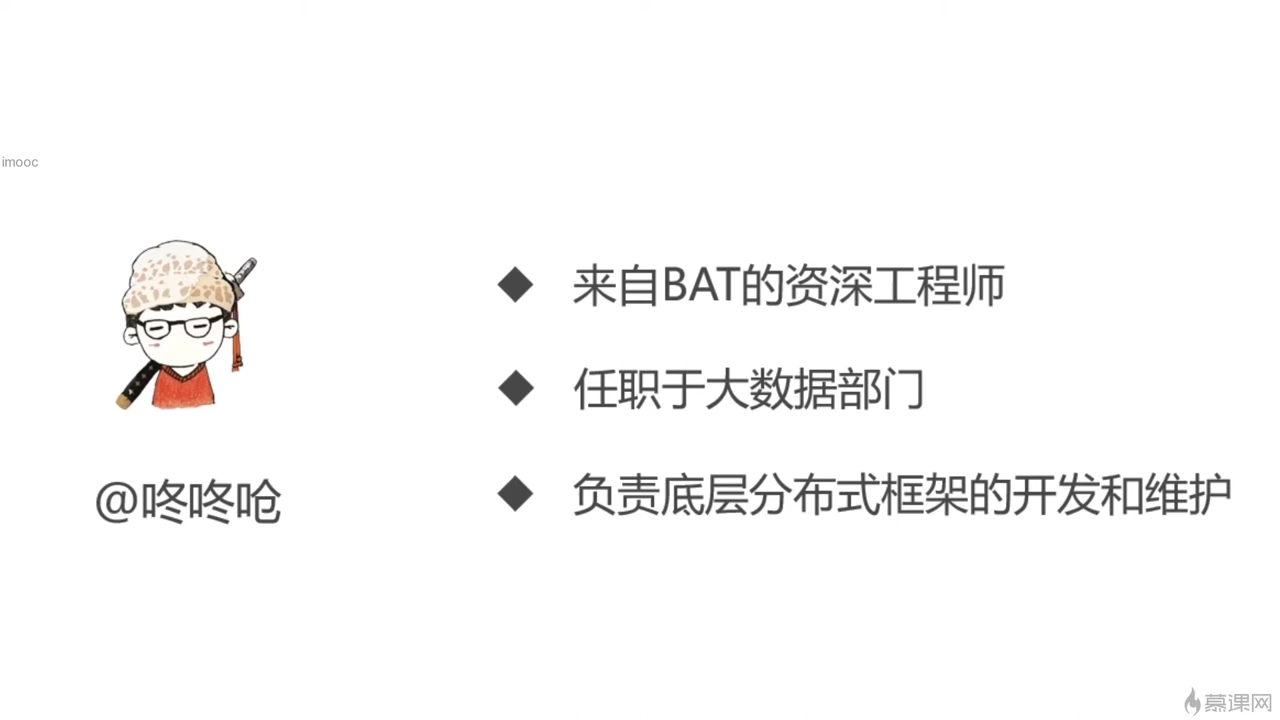 imooc
来自BAT的资深工程师
任职于大数据部门
@咚咚呛
负责底层分布式框架的开发和维护
慕课网